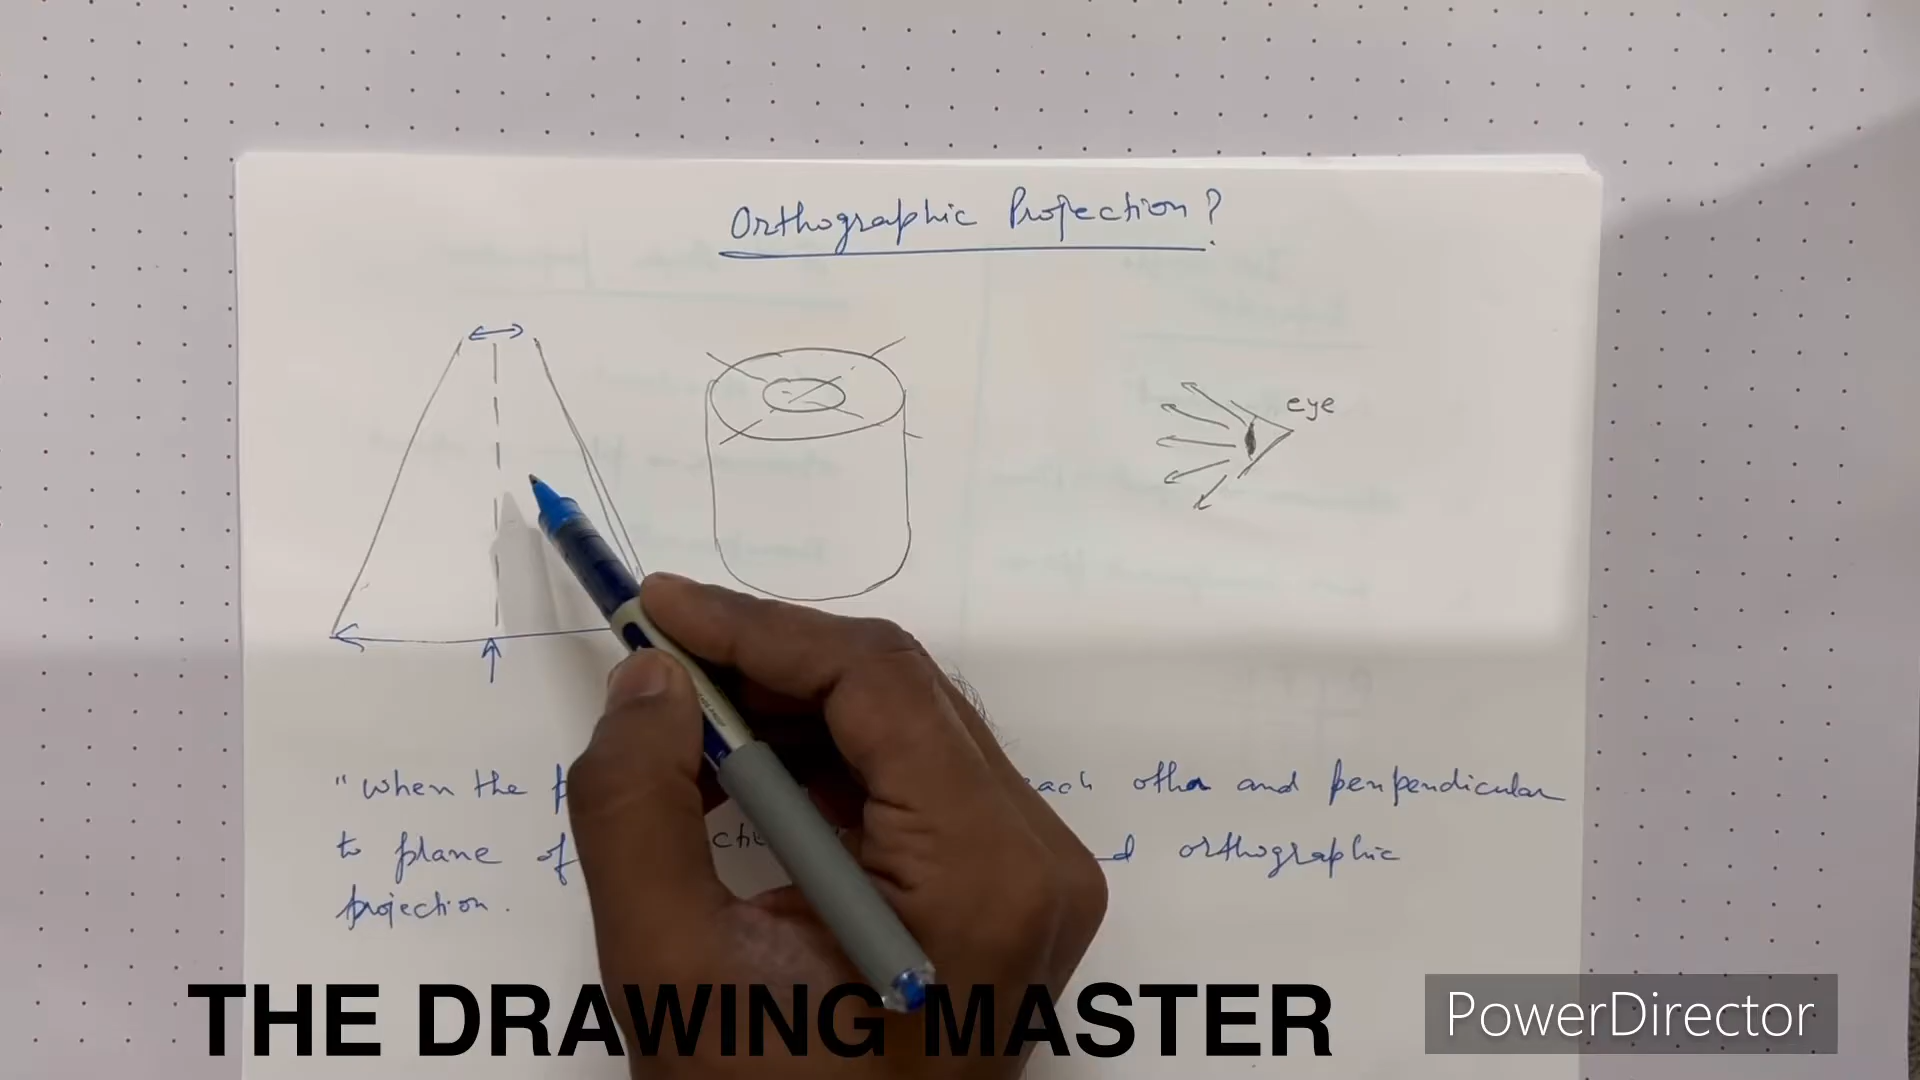 Orthographic Projection?
eye
"When the each other and perpendicular
to plane of orthographic
projection.
THE DRAWING MASTER
PowerDirector